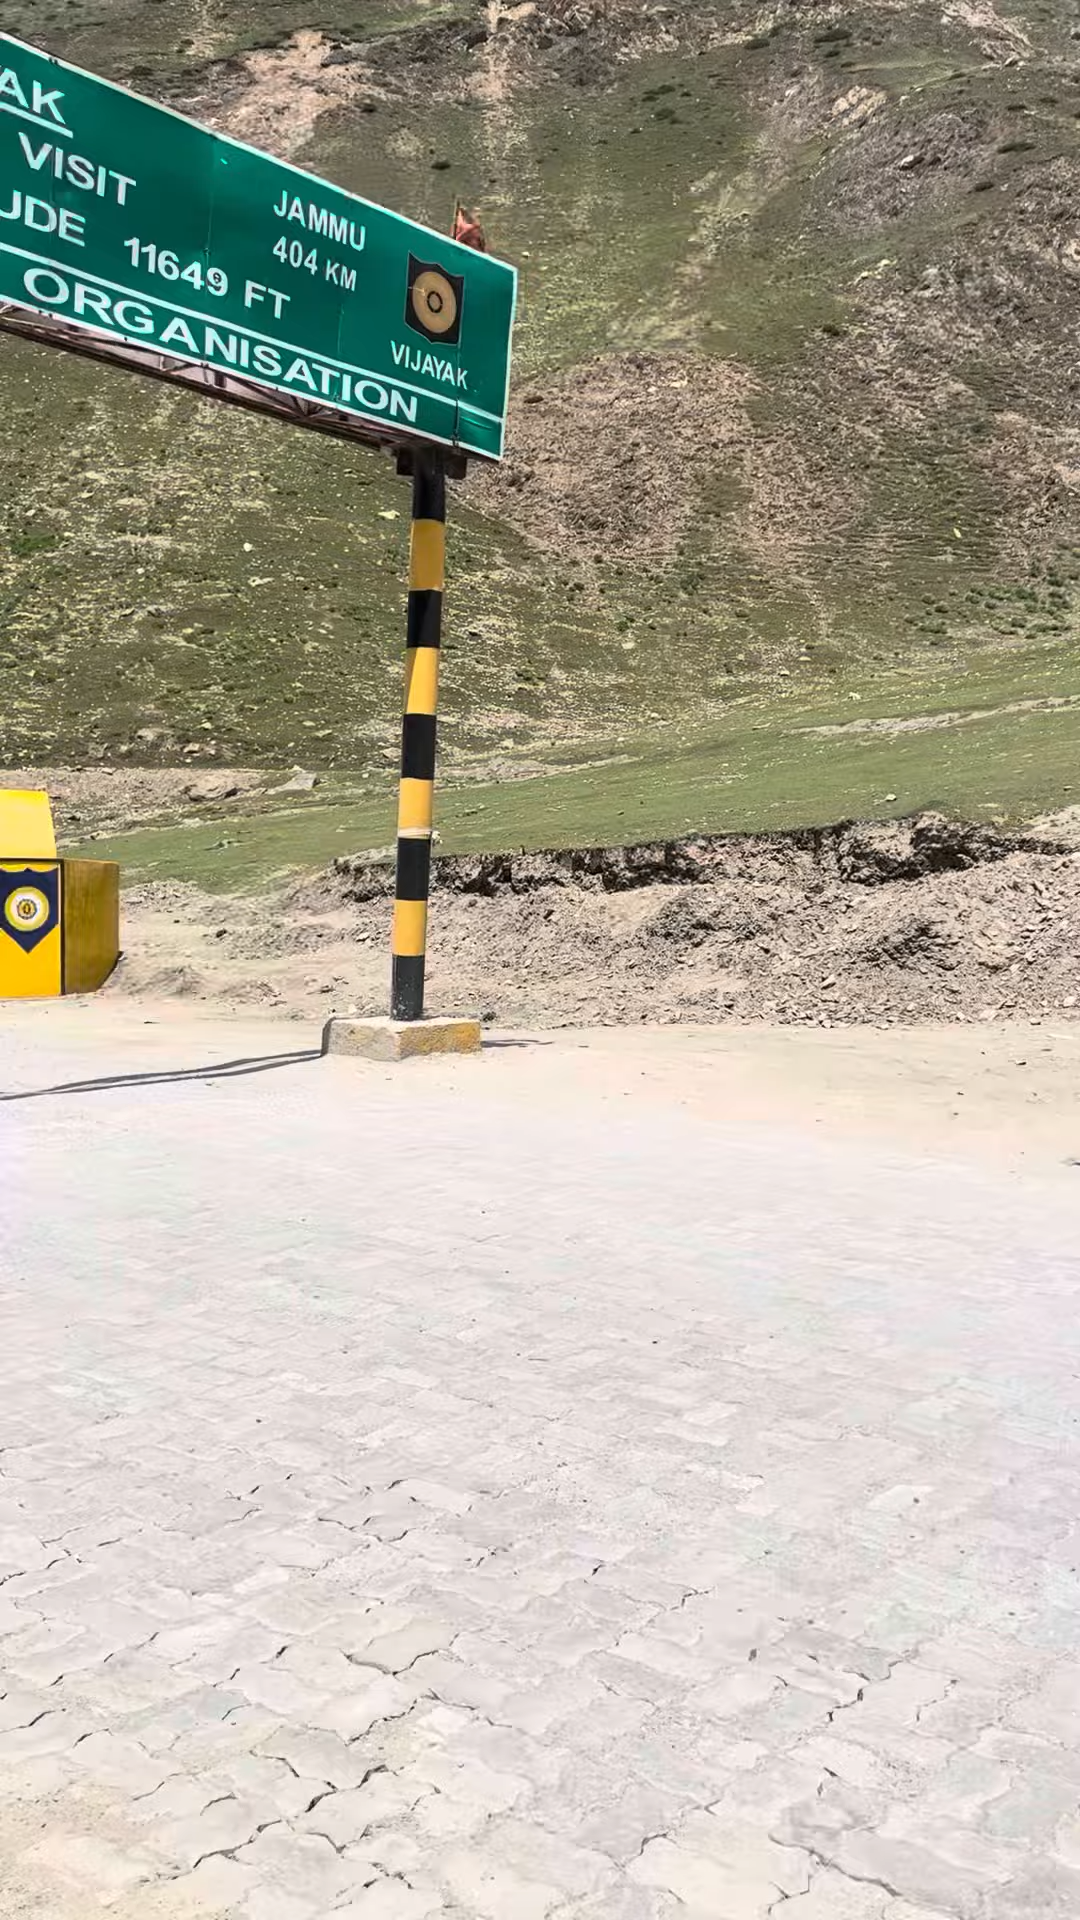 AK
VISIT
UDE 11649 FT
JAMMU
404 KM
VIJAYAK
ORGANISATION